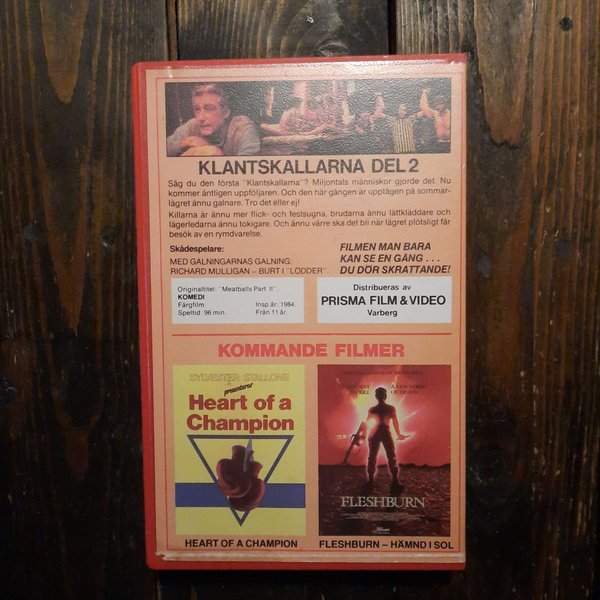 KLANTSKALLARNA DEL 2
Såg du den första "Klantskallarna"? Miljontals människor gjorde det. Nu
kommer äntligen uppföljaren. Och den här gången är upptågen på sommar-
lägret ännu galnare. Tro det eller ej!
Killarna är ännu mer flick- och festsugna, brudarna ännu lättkläddare och
lägerledarna ännu tokigare. Och ännu värre ska det bli när lägret plötsligt får
besök av en rymdvarelse.
Skådespelare:
MED GALNINGARNAS GALNING:
RICHARD MULLIGAN – BURT I "LÖDDER".
FILMEN MAN BARA
KAN SE EN GÅNG . . .
DU DÖR SKRATTANDE!
Originaltitel: "Meatballs Part II".
KOMEDI
Färgfilm. Insp.år: 1984.
Speltid: 96 min. Från 11 år.
Distribueras av
PRISMA FILM & VIDEO
Varberg
KOMMANDE FILMER
SYLVESTER STALLONE
presenterar
Heart of a
Champion
HEART OF A CHAMPION
FLESHBURN
FLESHBURN – HÄMND I SOL